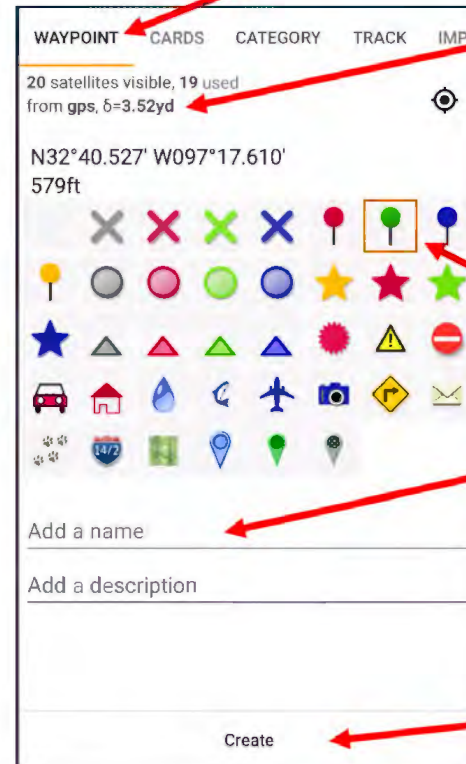 WAYPOINT CARDS CATEGORY TRACK IMP
20 satellites visible, 19 used
from gps, δ=3.52yd
N32°40.527' W097°17.610'
579ft
14/2
Add a name
Add a description
Create